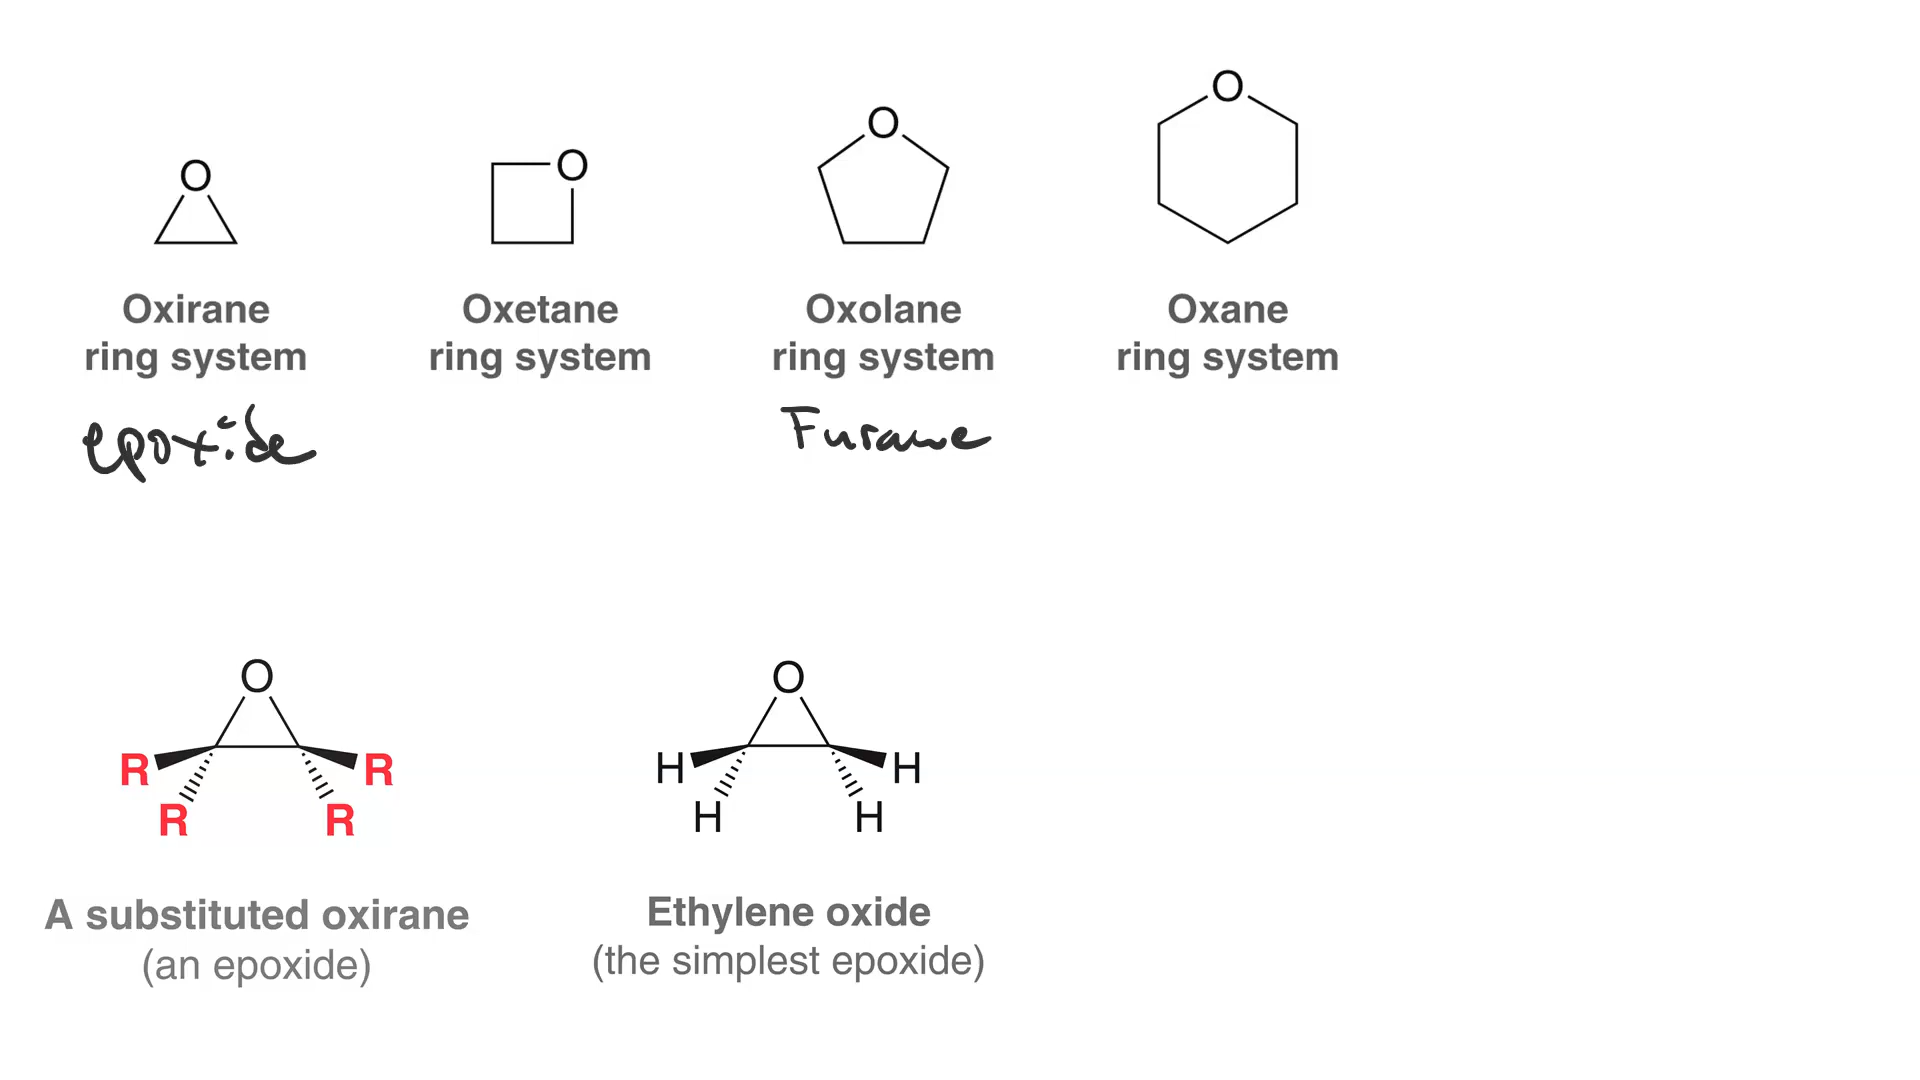 O
O
O
O
Oxirane
ring system
Oxetane
ring system
Oxolane
ring system
Oxane
ring system
epoxide
Furane
O
R
R
R
R
O
H
H
H
H
A substituted oxirane
(an epoxide)
Ethylene oxide
(the simplest epoxide)